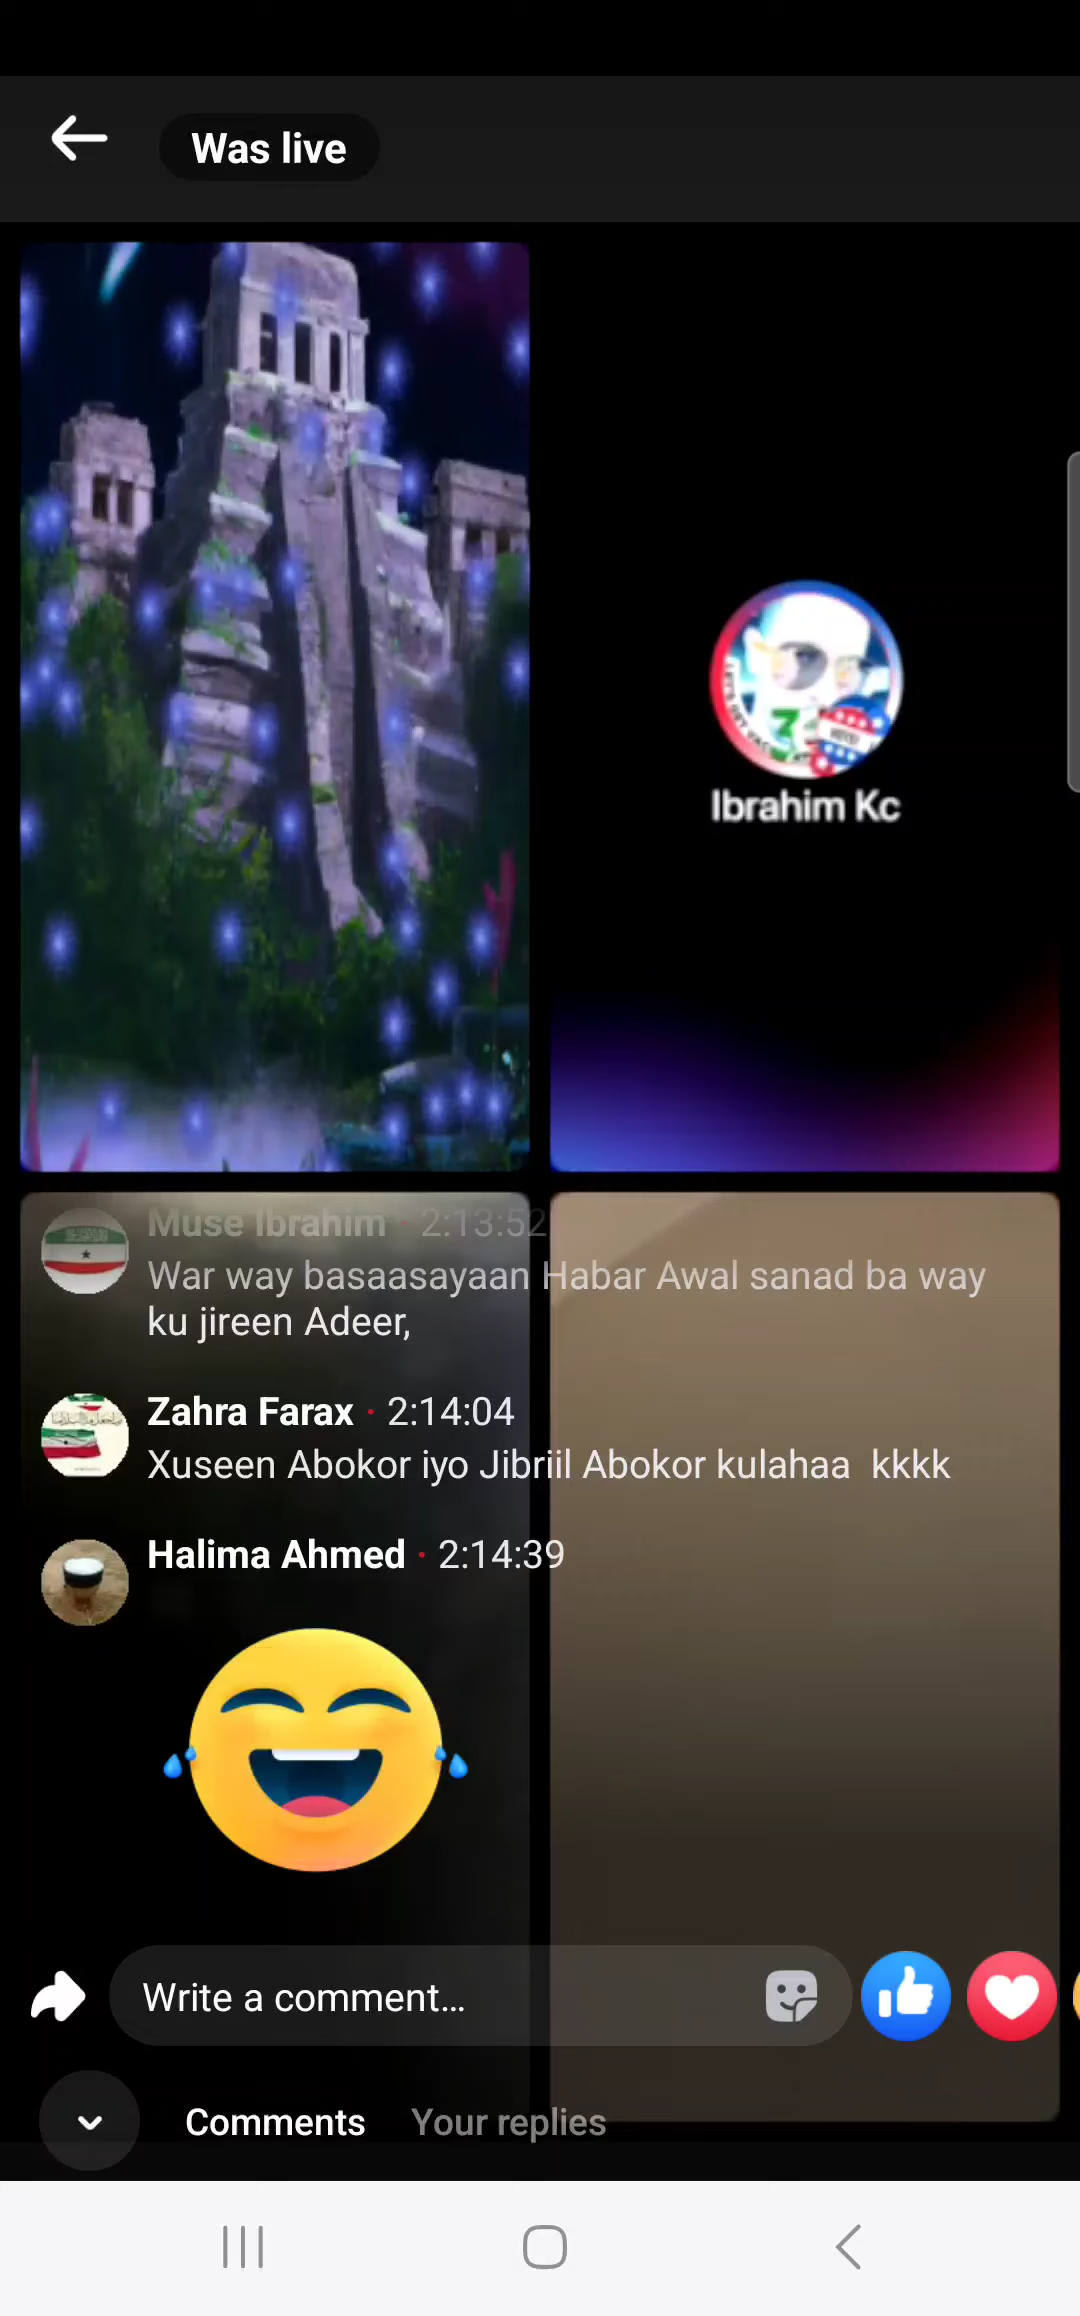 Was live
Ibrahim Kc
Muse Ibrahim · 2:13:52
War way basaasayaan Habar Awal sanad ba way
ku jireen Adeer,
Zahra Farax · 2:14:04
Xuseen Abokor iyo Jibriil Abokor kulahaa kkkk
Halima Ahmed · 2:14:39
Write a comment...
Comments Your replies